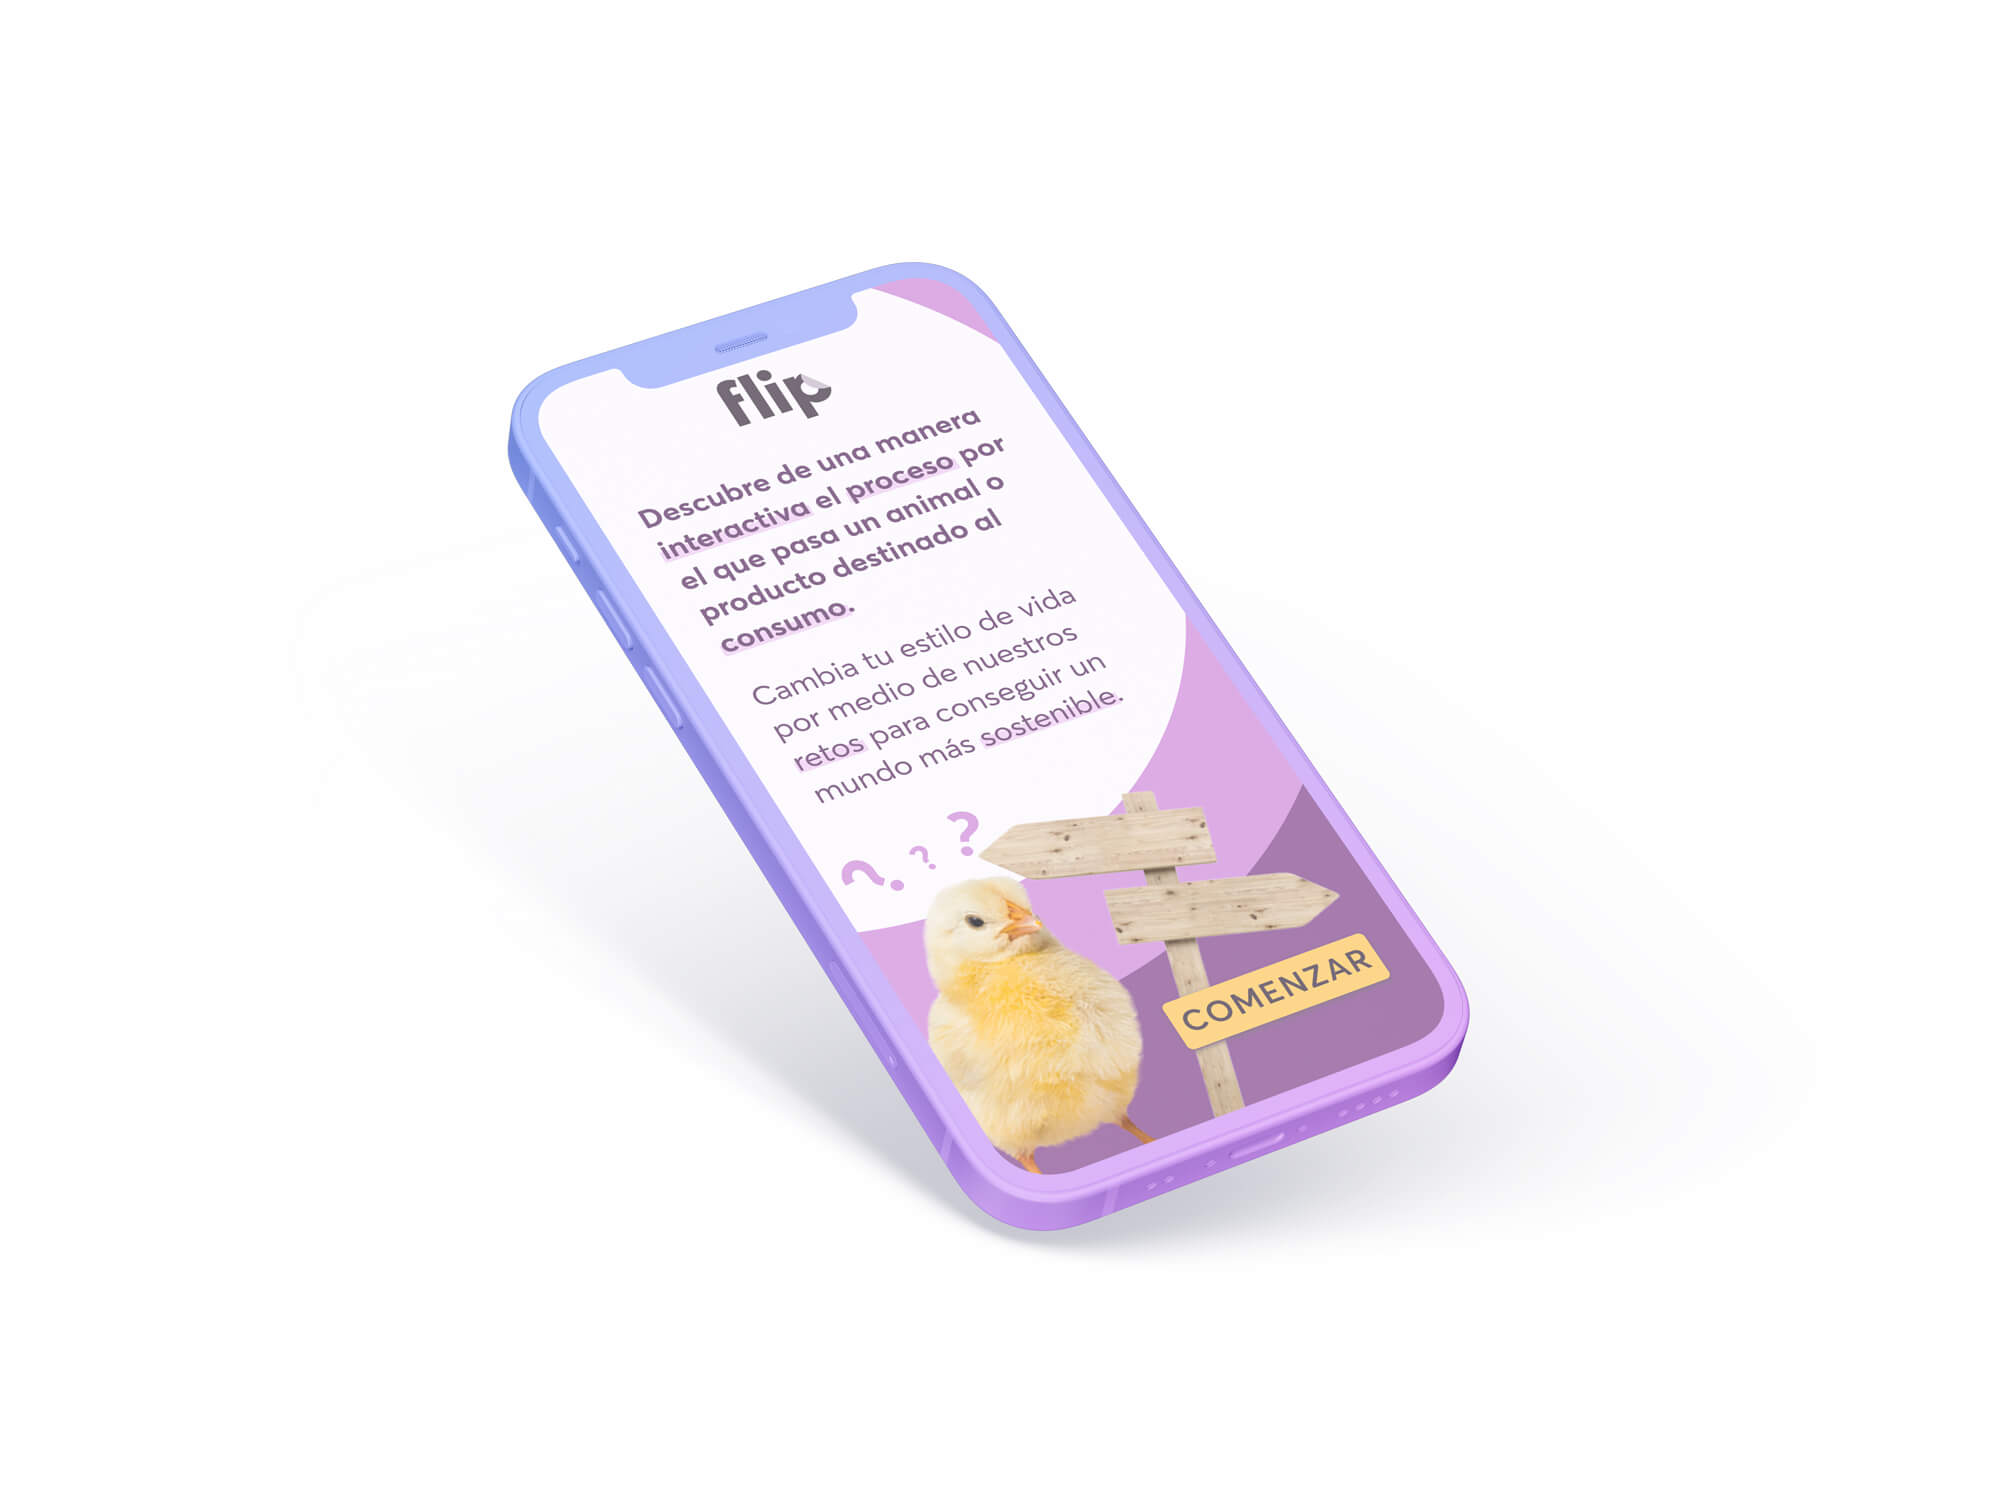 flip
Descubre de una manera
interactiva el proceso por
el que pasa un animal o
producto destinado al
consumo.
Cambia tu estilo de vida
por medio de nuestros
retos para conseguir un
mundo más sostenible.
? ? ?
COMENZAR